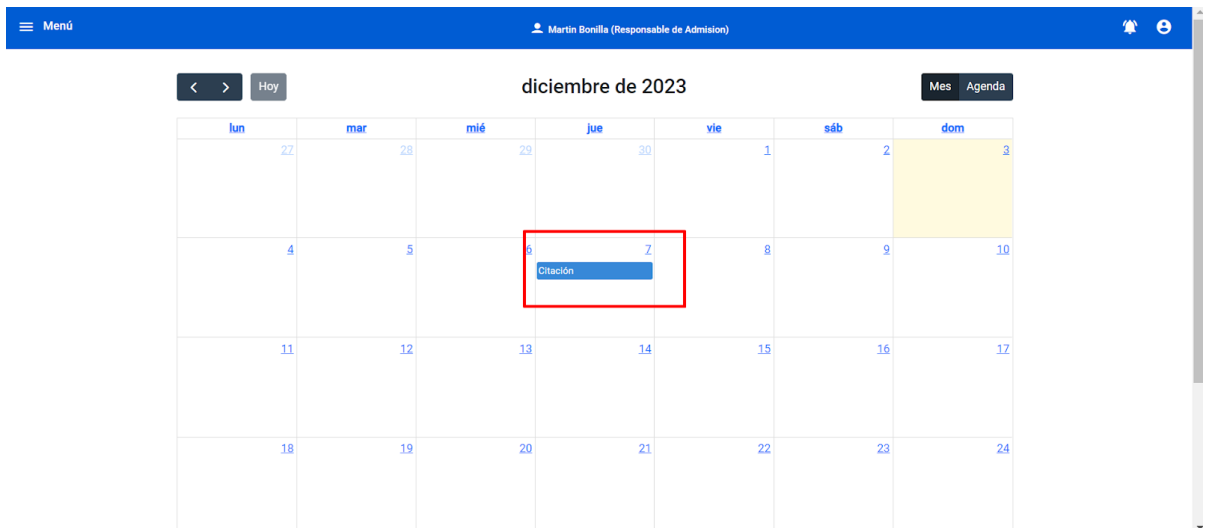 Menú
Martin Bonilla (Responsable de Admision)
Hoy
diciembre de 2023
Mes Agenda
lun mar mié jue vie sáb dom
27 28 29 30 1 2 3
4 5 6 7 8 9 10
Citación
11 12 13 14 15 16 17
18 19 20 21 22 23 24